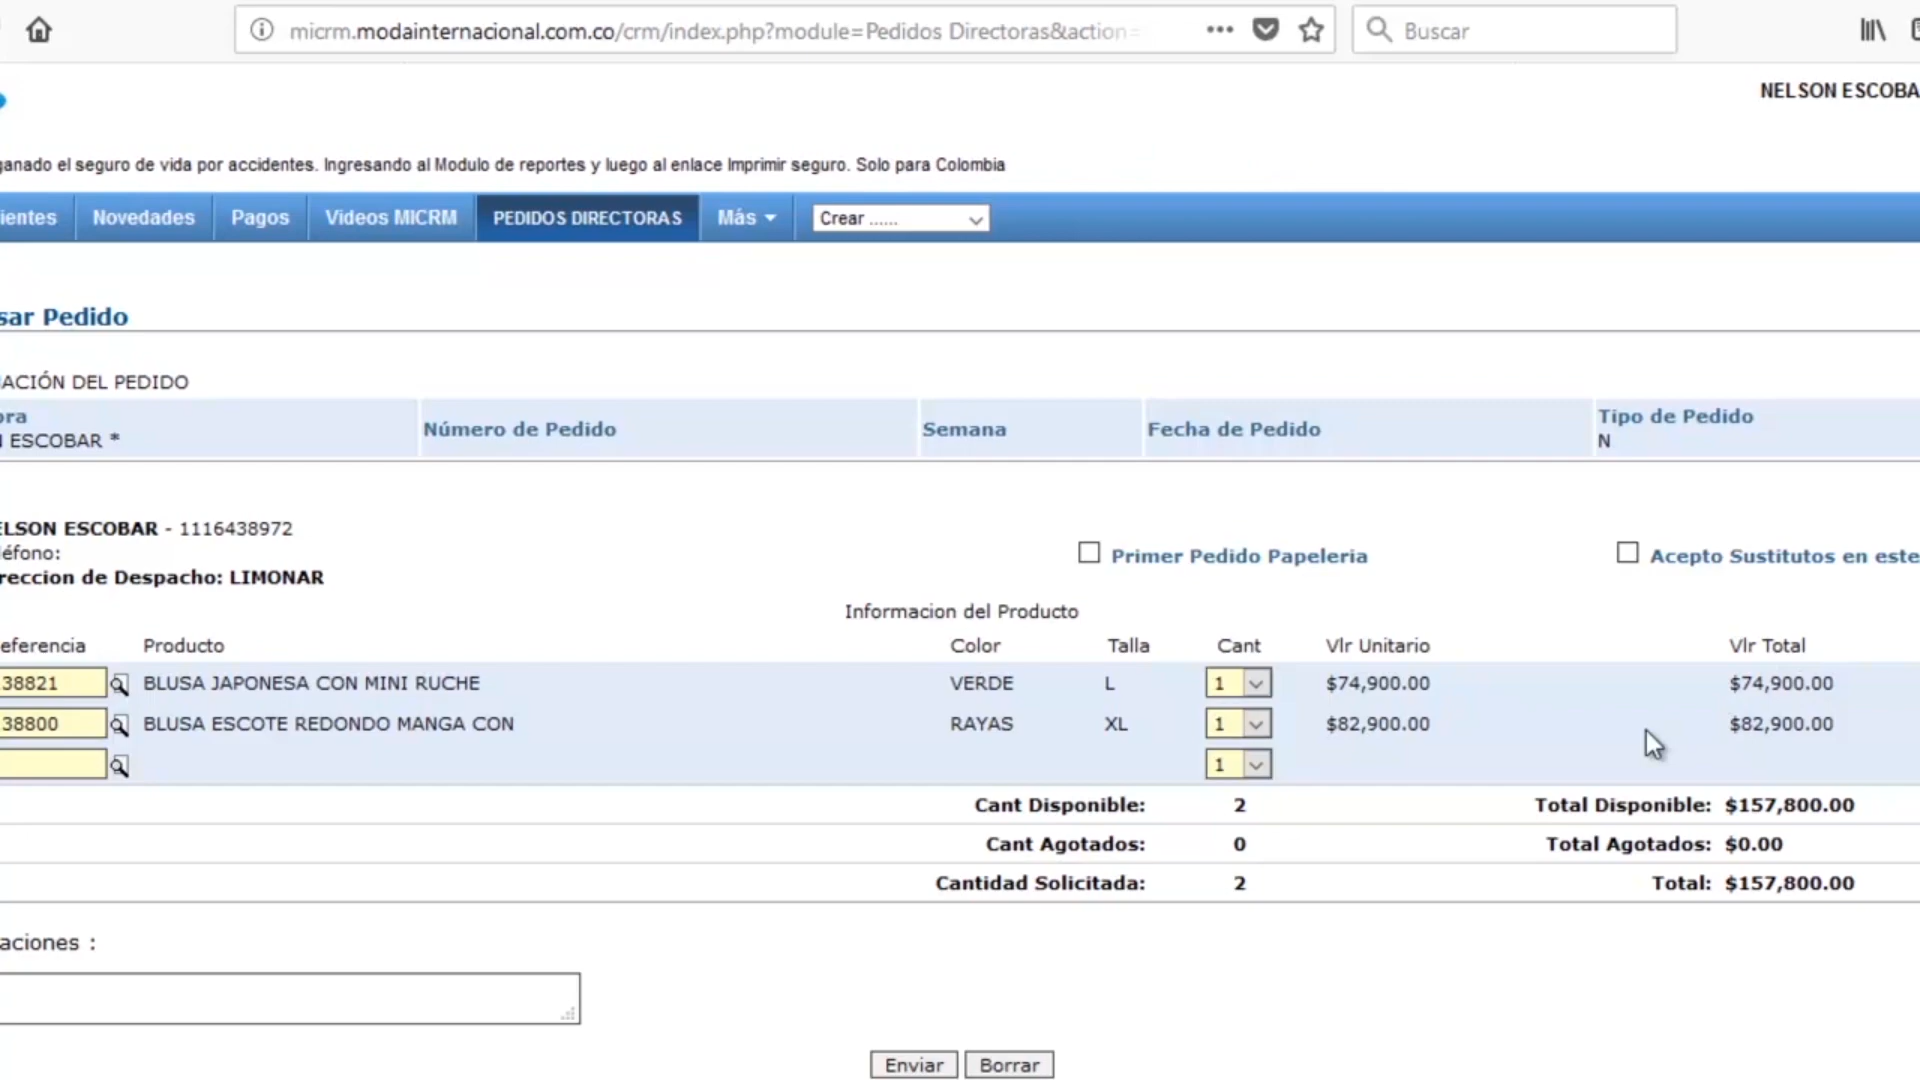 micrm.modainternacional.com.co/crm/index.php?module=Pedidos Directoras&action=
Buscar
NELSON ESCOBA
ganado el seguro de vida por accidentes. Ingresando al Modulo de reportes y luego al enlace Imprimir seguro. Solo para Colombia
ientes Novedades Pagos Videos MICRM PEDIDOS DIRECTORAS Más Crear ......
sar Pedido
ACIÓN DEL PEDIDO
ora
ESCOBAR *
Número de Pedido
Semana
Fecha de Pedido
Tipo de Pedido
N
ELSON ESCOBAR - 1116438972
léfono:
reccion de Despacho: LIMONAR
Primer Pedido Papeleria
Acepto Sustitutos en este
Informacion del Producto
eferencia Producto Color Talla Cant Vlr Unitario Vlr Total
38821 BLUSA JAPONESA CON MINI RUCHE VERDE L 1 $74,900.00 $74,900.00
38800 BLUSA ESCOTE REDONDO MANGA CON RAYAS XL 1 $82,900.00 $82,900.00
1
Cant Disponible: 2 Total Disponible: $157,800.00
Cant Agotados: 0 Total Agotados: $0.00
Cantidad Solicitada: 2 Total: $157,800.00
aciones :
Enviar Borrar